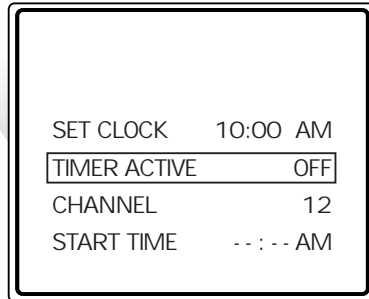 SET CLOCK 10:00 AM
TIMER ACTIVE OFF
CHANNEL 12
START TIME --:-- AM